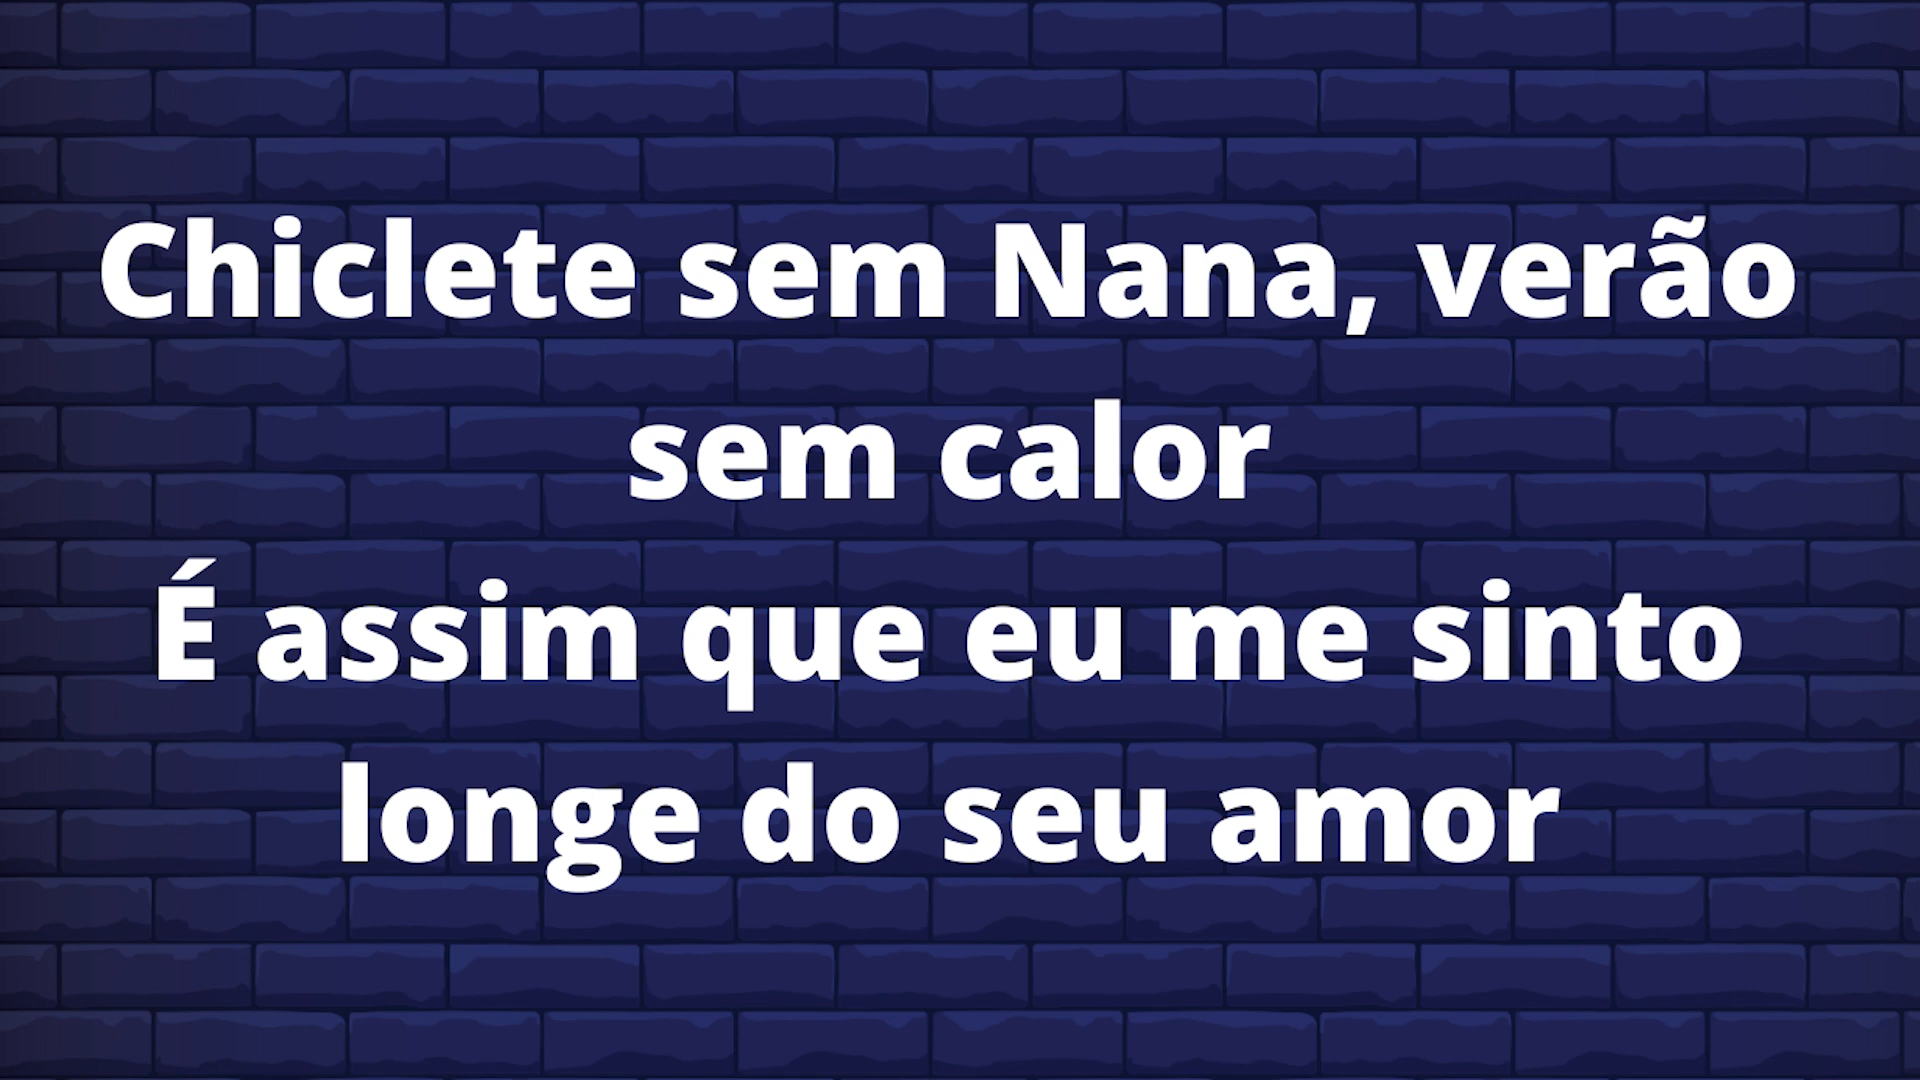 Chiclete sem Nana, verão
sem calor
É assim que eu me sinto
longe do seu amor